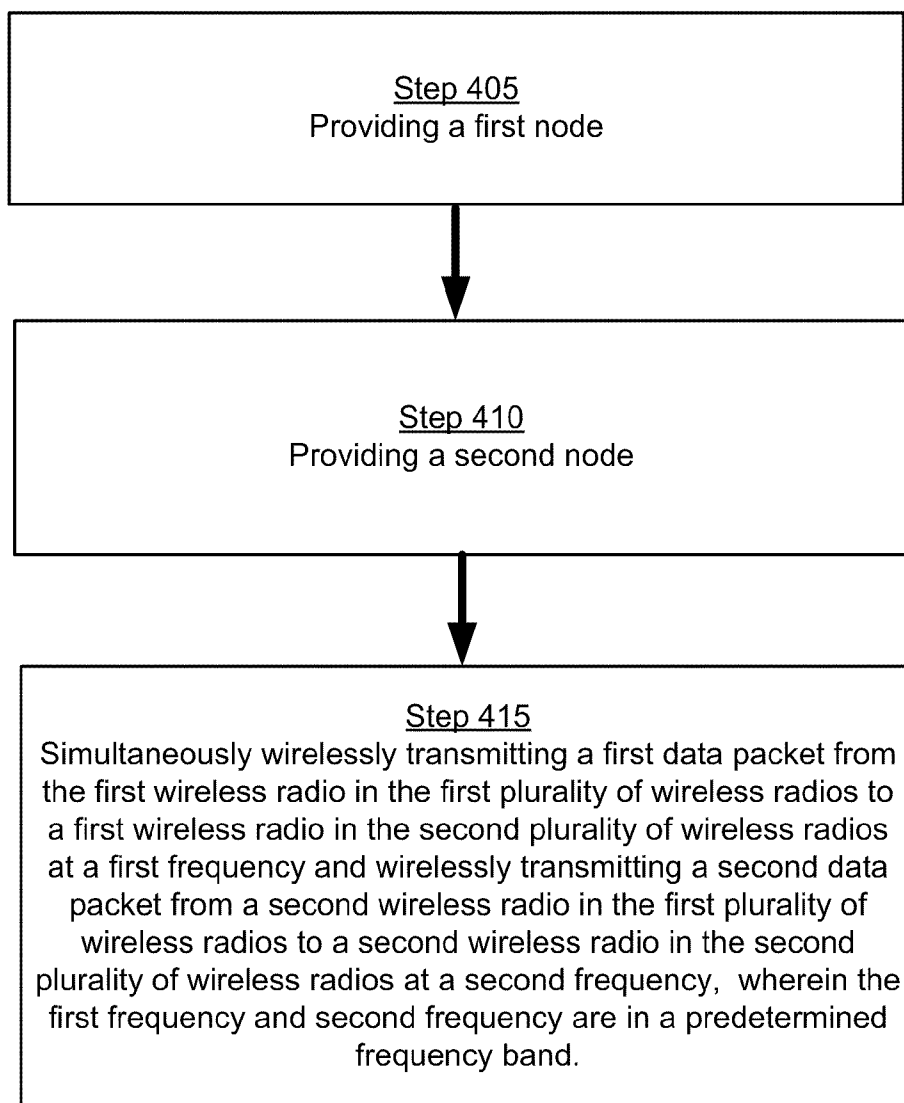 Step 405
Providing a first node
Step 410
Providing a second node
Step 415
Simultaneously wirelessly transmitting a first data packet from
the first wireless radio in the first plurality of wireless radios to
a first wireless radio in the second plurality of wireless radios
at a first frequency and wirelessly transmitting a second data
packet from a second wireless radio in the first plurality of
wireless radios to a second wireless radio in the second
plurality of wireless radios at a second frequency, wherein the
first frequency and second frequency are in a predetermined
frequency band.